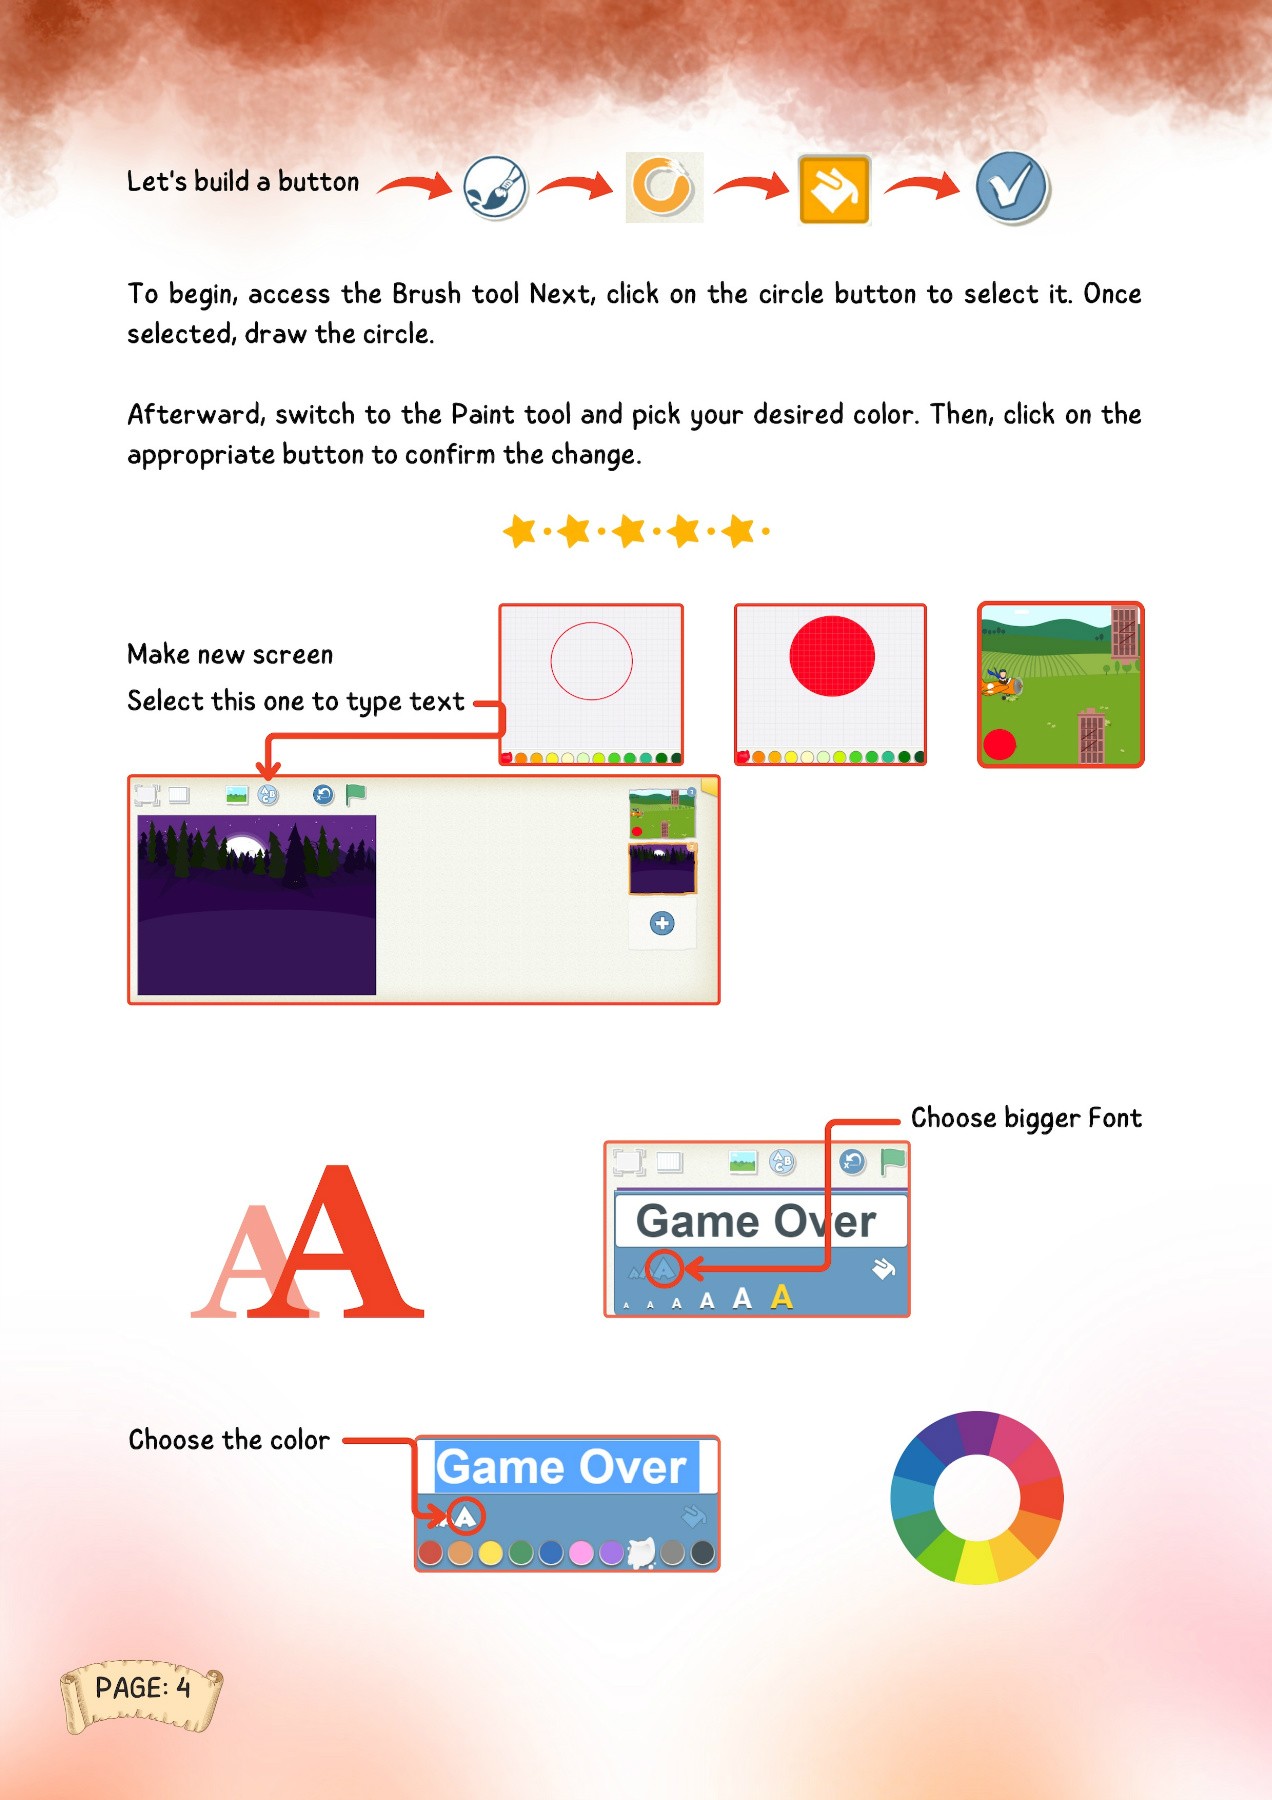 Let's build a button
To begin, access the Brush tool Next, click on the circle button to select it. Once
selected, draw the circle.
Afterward, switch to the Paint tool and pick your desired color. Then, click on the
appropriate button to confirm the change.
Make new screen
Select this one to type text
A B C
1
2
Choose bigger Font
A B C
Game Over
A A
A A A A A A
AA
Choose the color
Game Over
A A
PAGE: 4